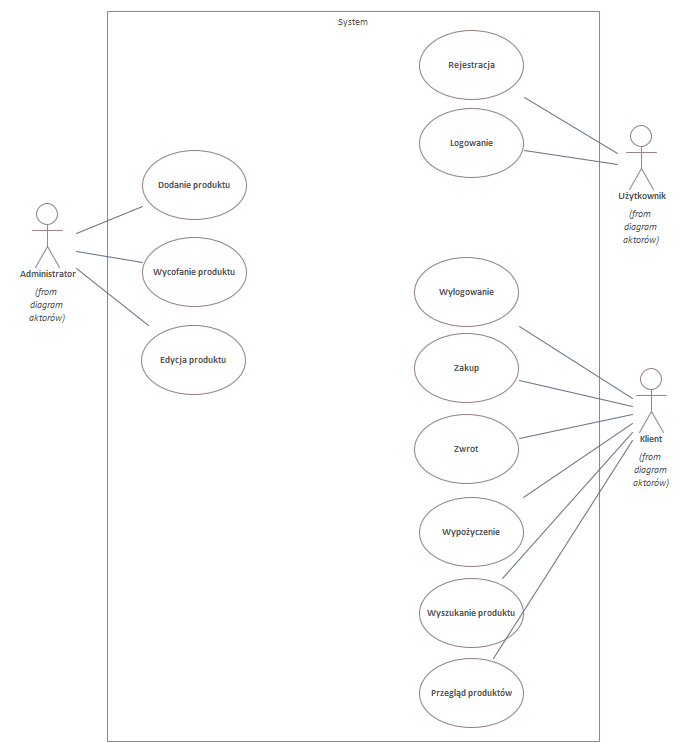 System
Rejestracja
Logowanie
Użytkownik
(from
diagram
aktorów)
Dodanie produktu
Wycofanie produktu
Edycja produktu
Administrator
(from
diagram
aktorów)
Wylogowanie
Zakup
Zwrot
Wypożyczenie
Wyszukanie produktu
Przegląd produktów
Klient
(from
diagram
aktorów)